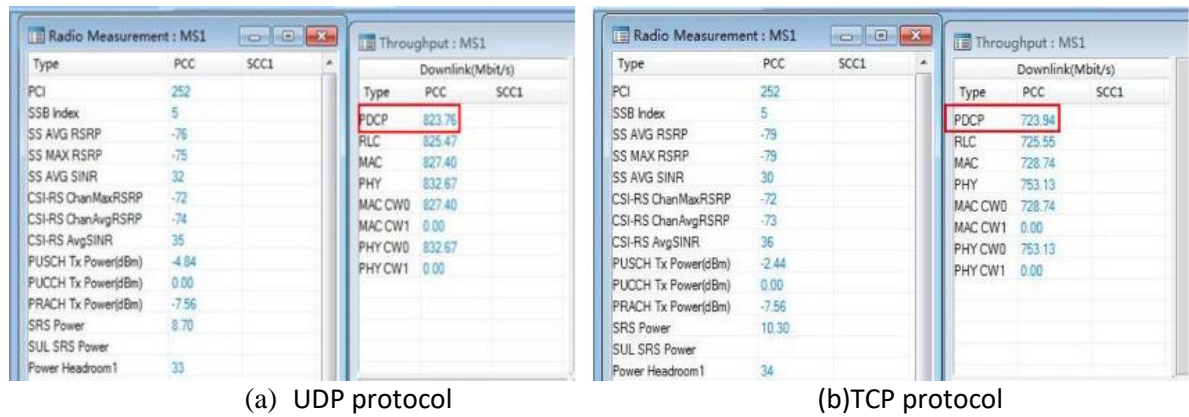 Radio Measurement : MS1
Type PCC SCC1
PCI 252
SSB Index 5
SS AVG RSRP -76
SS MAX RSRP -75
SS AVG SINR 32
CSI-RS ChanMaxRSRP -72
CSI-RS ChanAvgRSRP -74
CSI-RS AvgSINR 35
PUSCH Tx Power(dBm) -4.84
PUCCH Tx Power(dBm) 0.00
PRACH Tx Power(dBm) -7.56
SRS Power 8.70
SUL SRS Power
Power Headroom1 33
Throughput : MS1
Downlink(Mbit/s)
Type PCC SCC1
PDCP 823.76
RLC 825.47
MAC 827.40
PHY 832.67
MAC CW0 827.40
MAC CW1 0.00
PHY CW0 832.67
PHY CW1 0.00
(a) UDP protocol
Radio Measurement : MS1
Type PCC SCC1
PCI 252
SSB Index 5
SS AVG RSRP -79
SS MAX RSRP -79
SS AVG SINR 30
CSI-RS ChanMaxRSRP -72
CSI-RS ChanAvgRSRP -73
CSI-RS AvgSINR 36
PUSCH Tx Power(dBm) -2.44
PUCCH Tx Power(dBm) 0.00
PRACH Tx Power(dBm) -7.56
SRS Power 10.30
SUL SRS Power
Power Headroom1 34
Throughput : MS1
Downlink(Mbit/s)
Type PCC SCC1
PDCP 723.94
RLC 725.55
MAC 728.74
PHY 753.13
MAC CW0 728.74
MAC CW1 0.00
PHY CW0 753.13
PHY CW1 0.00
(b)TCP protocol